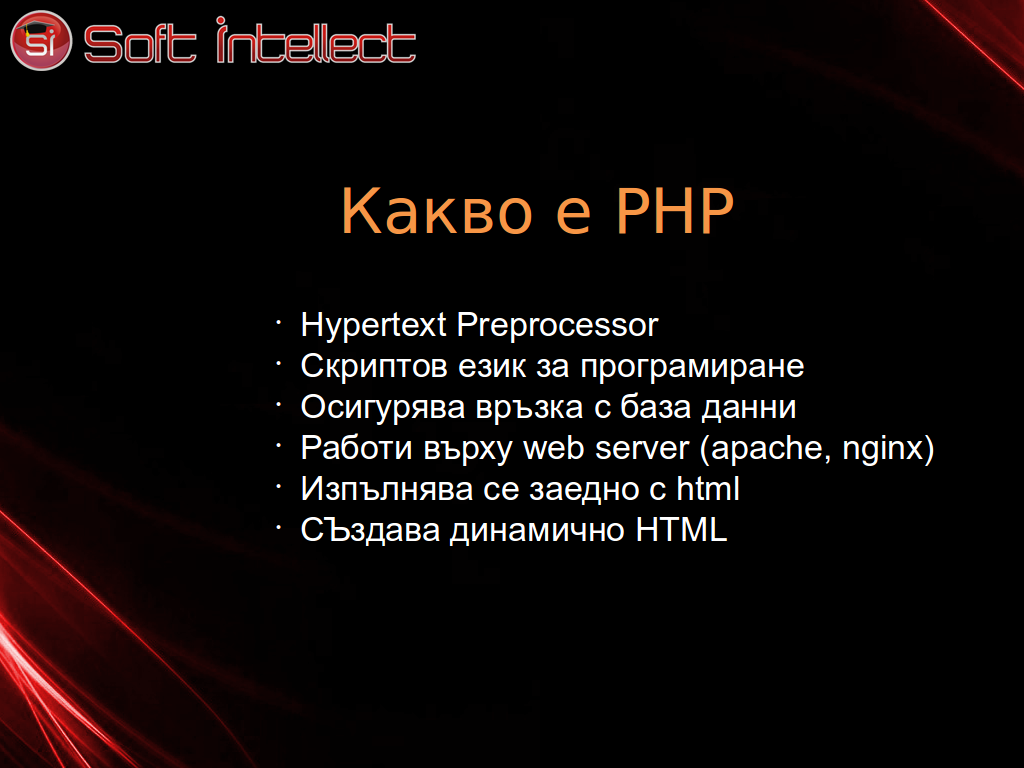 Si Soft Intellect
Какво е PHP
· Hypertext Preprocessor
· Скриптов език за програмиране
· Осигурява връзка с база данни
· Работи върху web server (apache, nginx)
· Изпълнява се заедно с html
· СЪздава динамично HTML